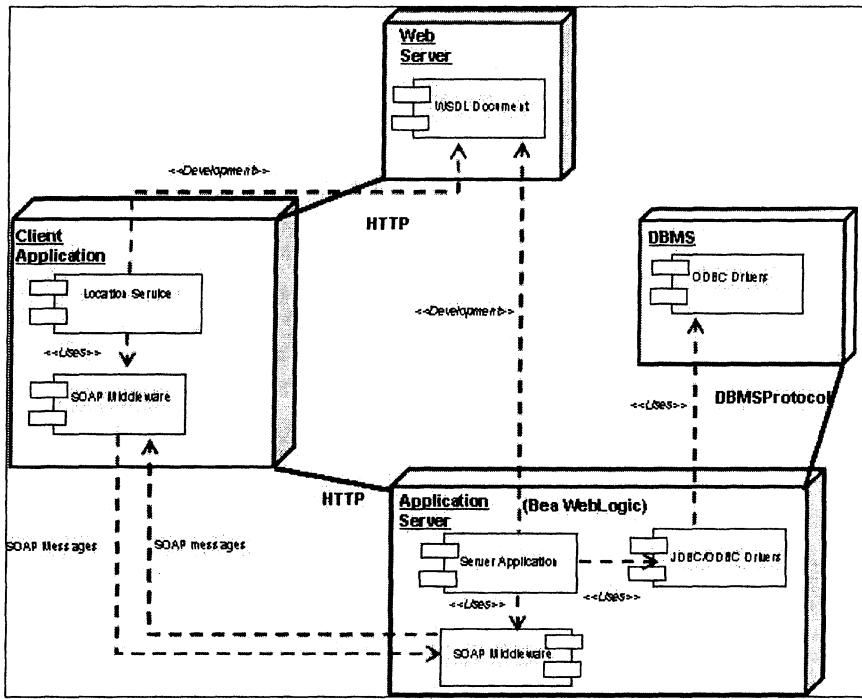 Web
Server
WSDL Document
<<Development>>
HTTP
Client
Application
Location Service
<<Uses>>
SOAP Middleware
<<Development>>
DBMS
ODBC Drivers
<<Uses>>
DBMSProtocol
HTTP
SOAP Messages
SOAP messages
Application
Server
(Bea WebLogic)
Server Application
JDBC/ODBC Drivers
<<Uses>>
<<Uses>>
SOAP Middleware